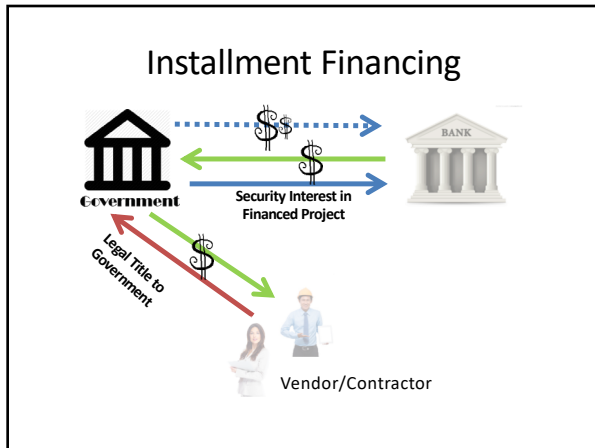 Installment Financing
$ $
BANK
$
Government
Security Interest in
Financed Project
Legal Title to
Government
$
Vendor/Contractor